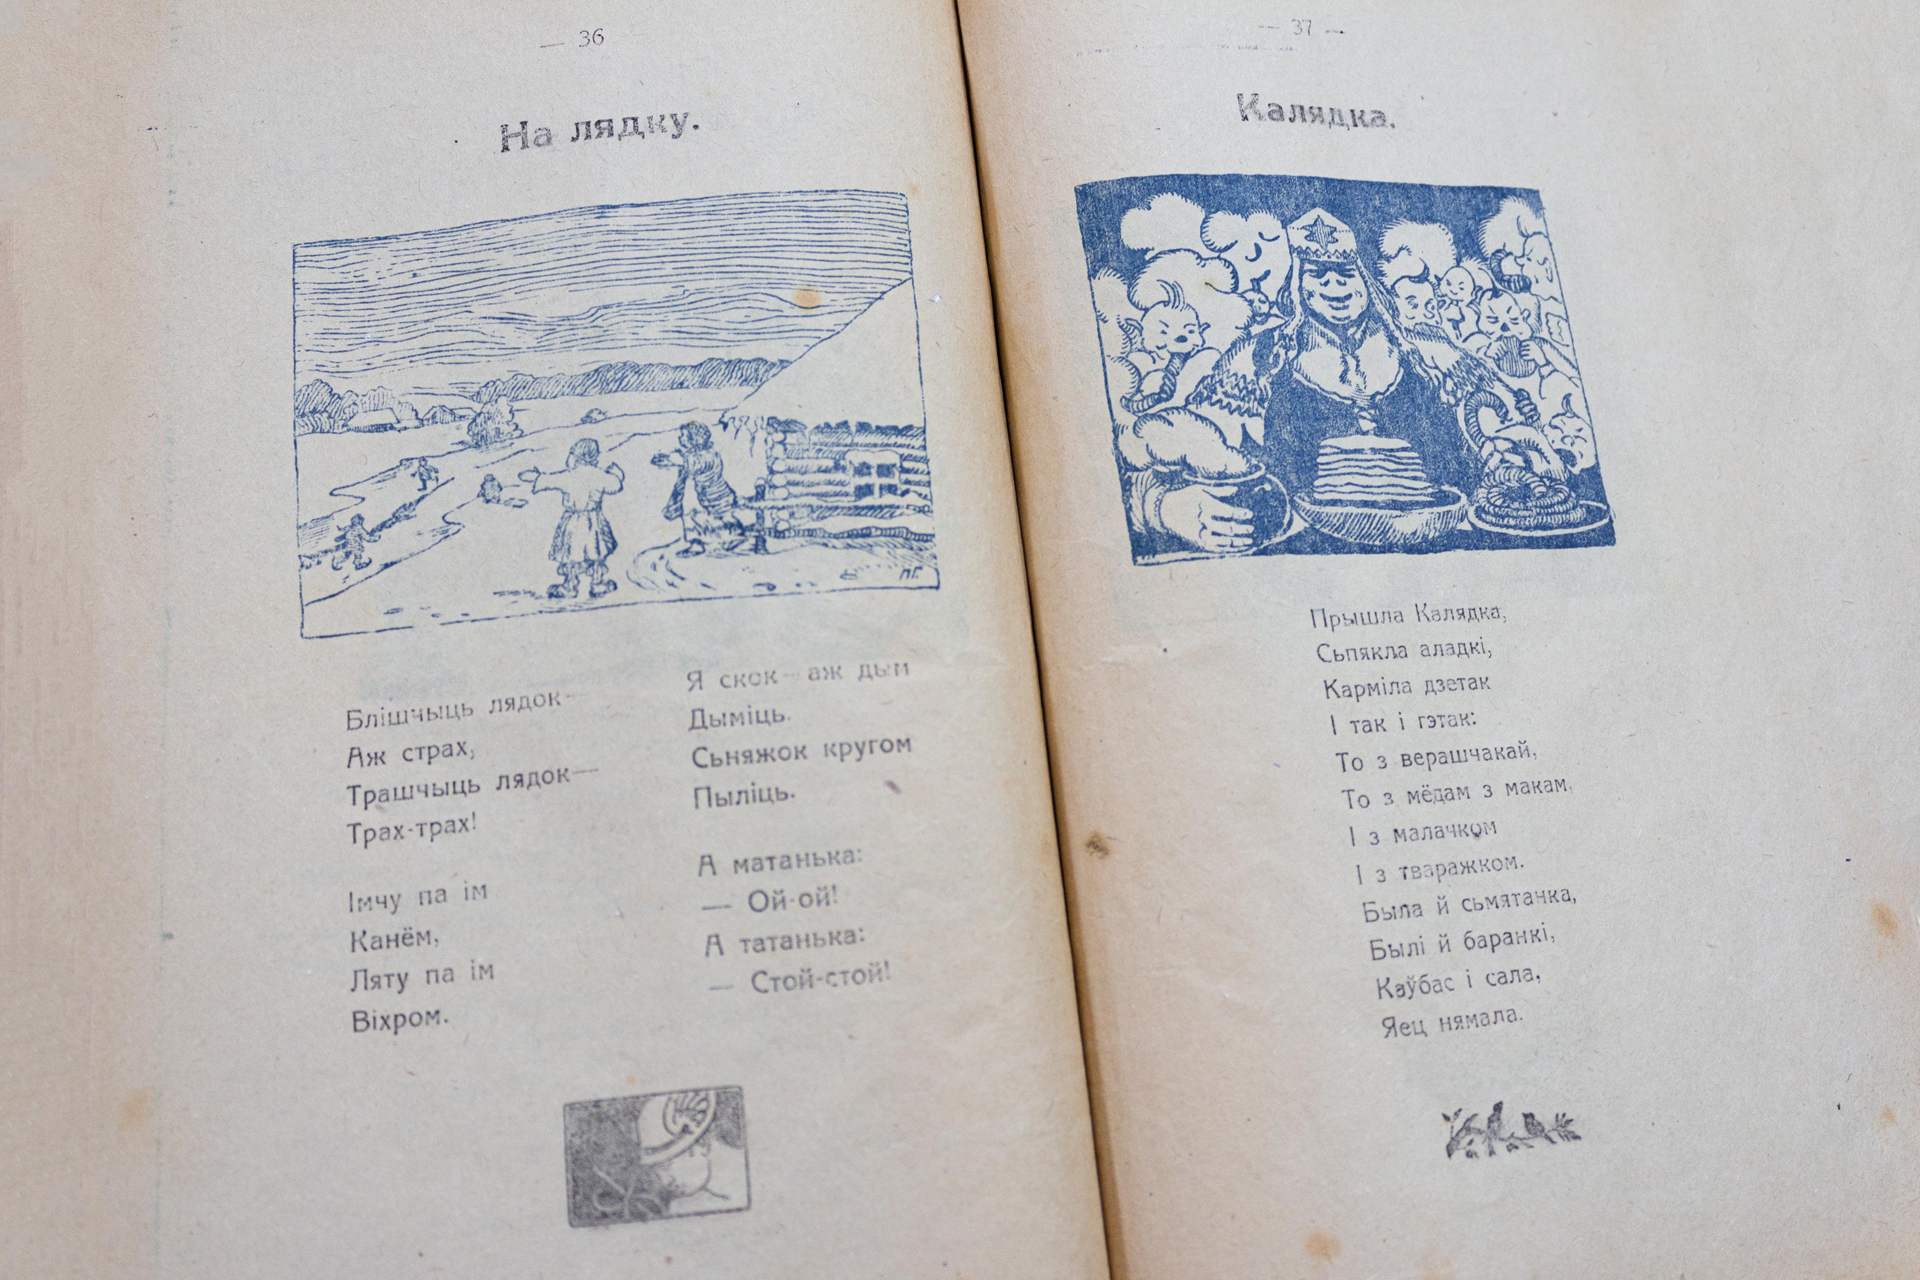 — 36
На лядку.
ПГ.
Блішчыць лядок—
Аж страх,
Трашчыць лядок—
Трах-трах!
Імчу па ім
Канём,
Ляту па ім
Віхром.
Я скок—аж дым
Дыміць.
Сьняжок кругом
Пыліць.
А матанька:
— Ой-ой!
А татанька:
— Стой-стой!
— 37 —
Калядка.
Прышла Калядка,
Сьпякла аладкі,
Карміла дзетак
І так і гэтак:
То з верашчакай,
То з мёдам з макам,
І з малачком
І з тваражком.
Была й сьмятанка,
Былі й баранкі,
Каўбас і сала,
Яец нямала.